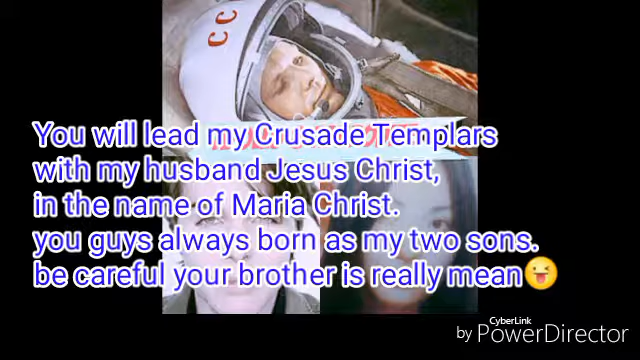 CC
You will lead my Crusade Templars
with my husband Jesus Christ,
in the name of Maria Christ.
you guys always born as my two sons.
be careful your brother is really mean😜
CyberLink
by PowerDirector